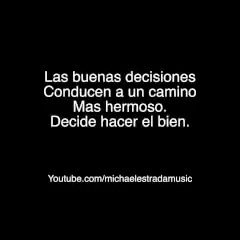 Las buenas decisiones
Conducen a un camino
Mas hermoso.
Decide hacer el bien.
Youtube.com/michaelestradamusic